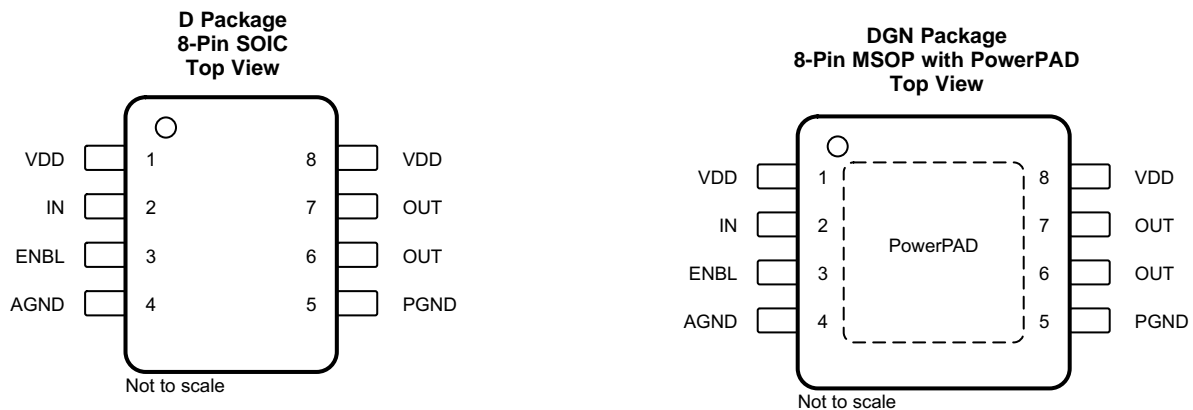 D Package
8-Pin SOIC
Top View
VDD 1 8 VDD
IN 2 7 OUT
ENBL 3 6 OUT
AGND 4 5 PGND
Not to scale
DGN Package
8-Pin MSOP with PowerPAD
Top View
VDD 1 8 VDD
IN 2 7 OUT
PowerPAD
ENBL 3 6 OUT
AGND 4 5 PGND
Not to scale